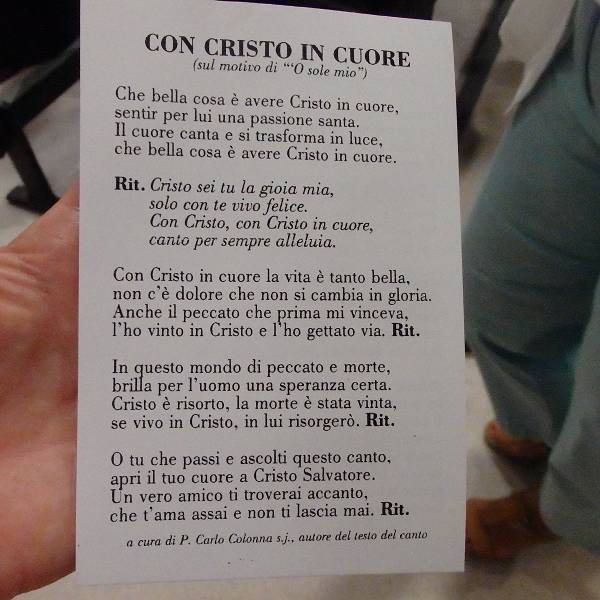 CON CRISTO IN CUORE
(sul motivo di "'O sole mio")
Che bella cosa è avere Cristo in cuore,
sentir per lui una passione santa.
Il cuore canta e si trasforma in luce,
che bella cosa è avere Cristo in cuore.
Rit. Cristo sei tu la gioia mia,
solo con te vivo felice.
Con Cristo, con Cristo in cuore,
canto per sempre alleluia.
Con Cristo in cuore la vita è tanto bella,
non c'è dolore che non si cambia in gloria.
Anche il peccato che prima mi vinceva,
l'ho vinto in Cristo e l'ho gettato via. Rit.
In questo mondo di peccato e morte,
brilla per l'uomo una speranza certa.
Cristo è risorto, la morte è stata vinta,
se vivo in Cristo, in lui risorgerò. Rit.
O tu che passi e ascolti questo canto,
apri il tuo cuore a Cristo Salvatore.
Un vero amico ti troverai accanto,
che t'ama assai e non ti lascia mai. Rit.
a cura di P. Carlo Colonna s.j., autore del testo del canto